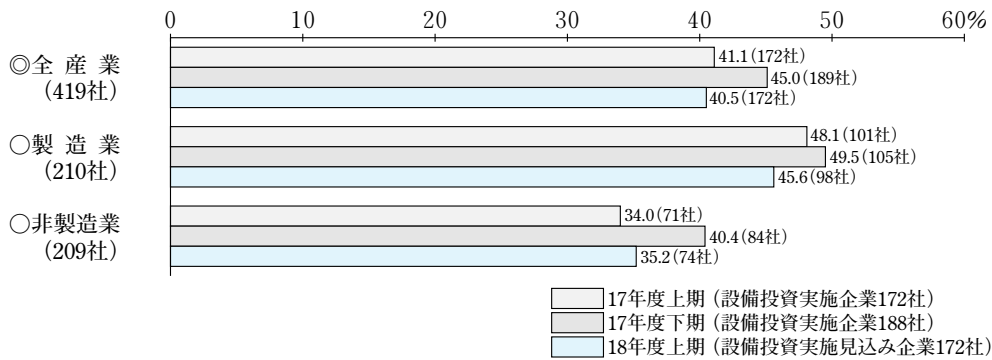 0 10 20 30 40 50 60%
◎全産業
(419社)
41.1(172社)
45.0(189社)
40.5(172社)
○製造業
(210社)
48.1(101社)
49.5(105社)
45.6(98社)
○非製造業
(209社)
34.0(71社)
40.4(84社)
35.2(74社)
17年度上期(設備投資実施企業172社)
17年度下期(設備投資実施企業188社)
18年度上期(設備投資実施見込み企業172社)